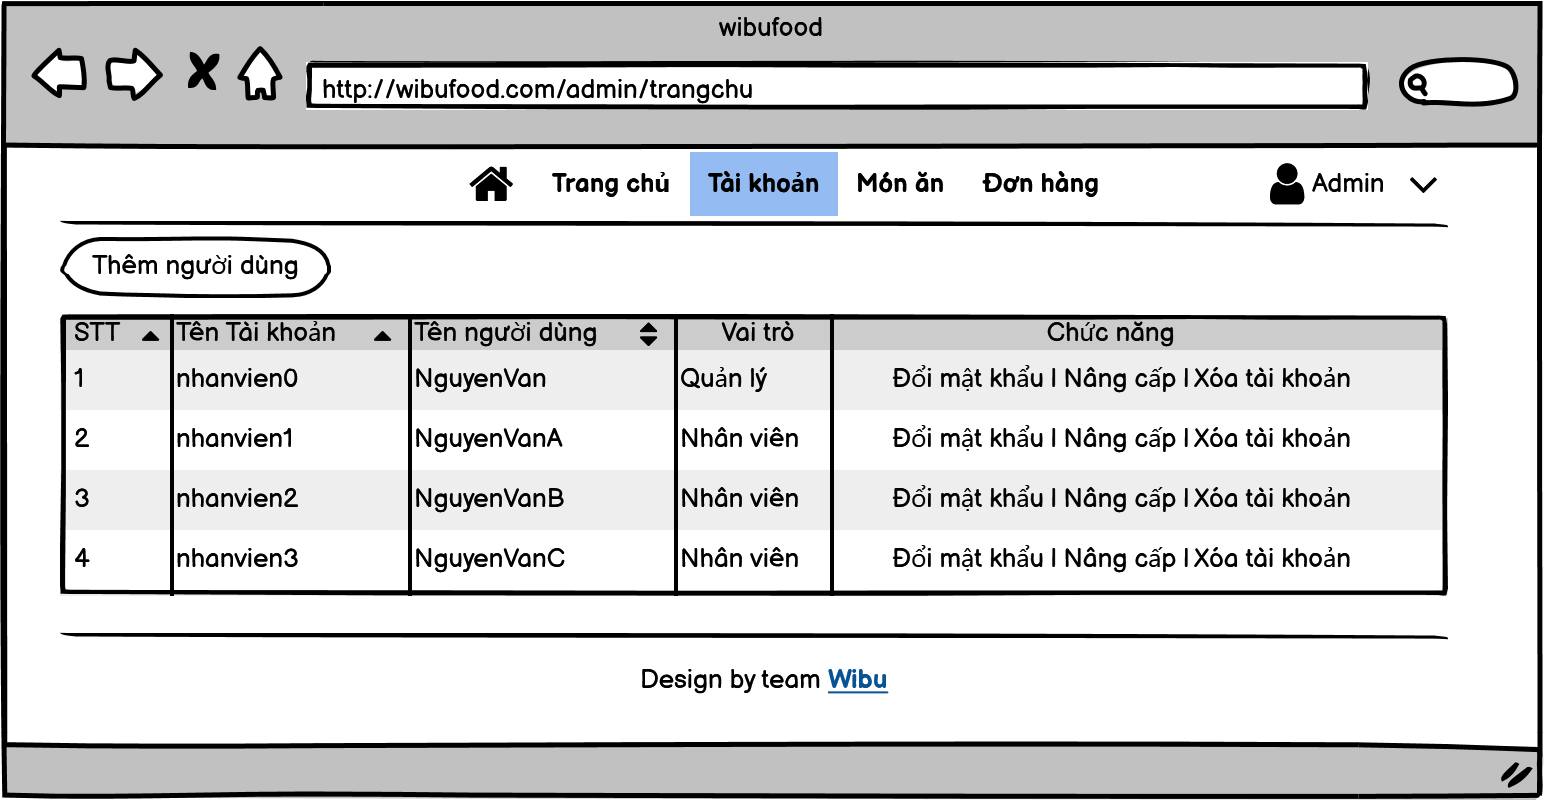 wibufood
http://wibufood.com/admin/trangchu
Trang chủ Tài khoản Món ăn Đơn hàng Admin
Thêm người dùng
STT Tên Tài khoản Tên người dùng Vai trò Chức năng
1 nhanvien0 NguyenVan Quản lý Đổi mật khẩu | Nâng cấp | Xóa tài khoản
2 nhanvien1 NguyenVanA Nhân viên Đổi mật khẩu | Nâng cấp | Xóa tài khoản
3 nhanvien2 NguyenVanB Nhân viên Đổi mật khẩu | Nâng cấp | Xóa tài khoản
4 nhanvien3 NguyenVanC Nhân viên Đổi mật khẩu | Nâng cấp | Xóa tài khoản
Design by team Wibu